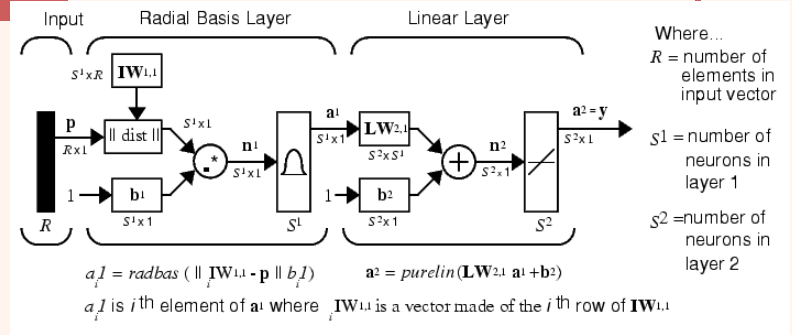 Input
Radial Basis Layer
Linear Layer
Where...
R = number of
elements in
input vector
S¹xR
IW1,1
p
Rx1
|| dist ||
S¹x1
.*
n1
S¹x1
a1
S¹x1
LW2,1
S²xS¹
+
n2
S²x1
a2 = y
S²x1
S1 = number of
neurons in
layer 1
1
b1
S¹x1
1
b2
S²x1
R
S1
S2
S2 =number of
neurons in
layer 2
ai1 = radbas ( || iIW1,1 - p || bi1)
a2 = purelin(LW2,1 a1 +b2)
ai1 is i th element of a1 where iIW1,1 is a vector made of the i th row of IW1,1